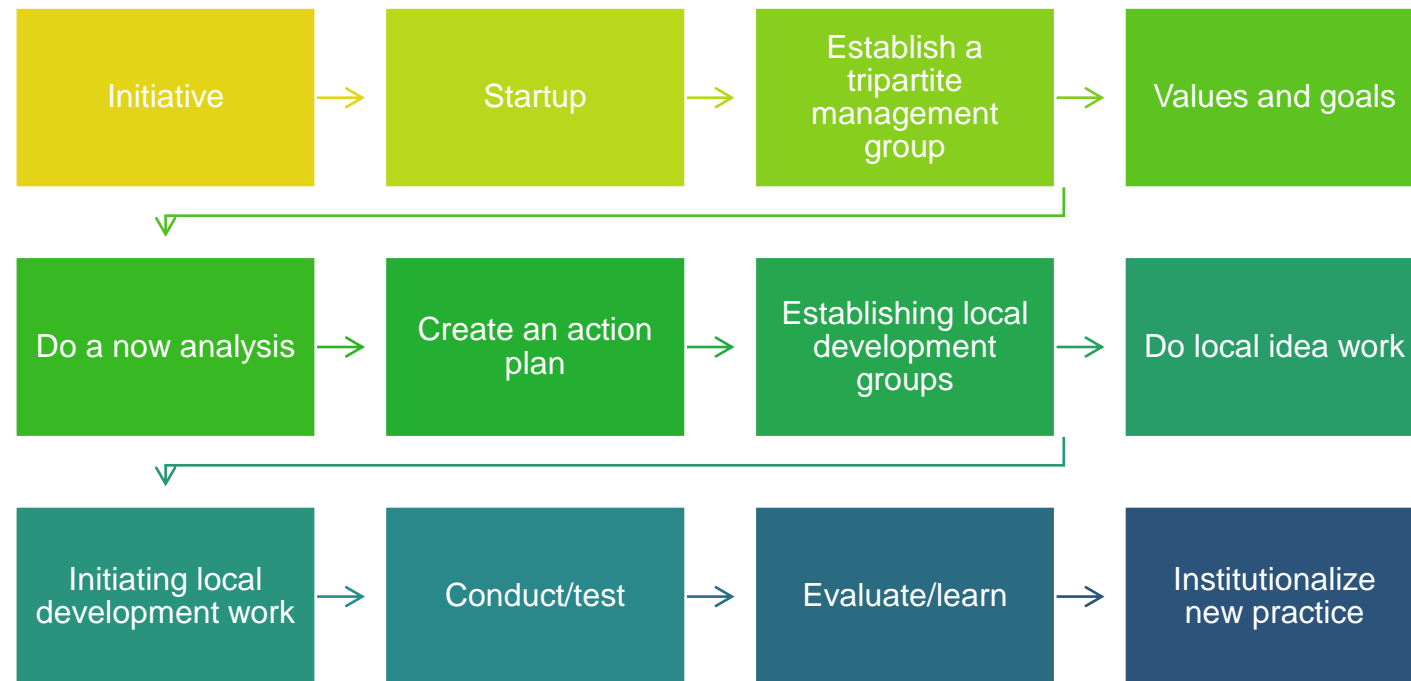 Initiative
Startup
Establish a
tripartite
management
group
Values and goals
Do a now analysis
Create an action
plan
Establishing local
development
groups
Do local idea work
Initiating local
development work
Conduct/test
Evaluate/learn
Institutionalize
new practice